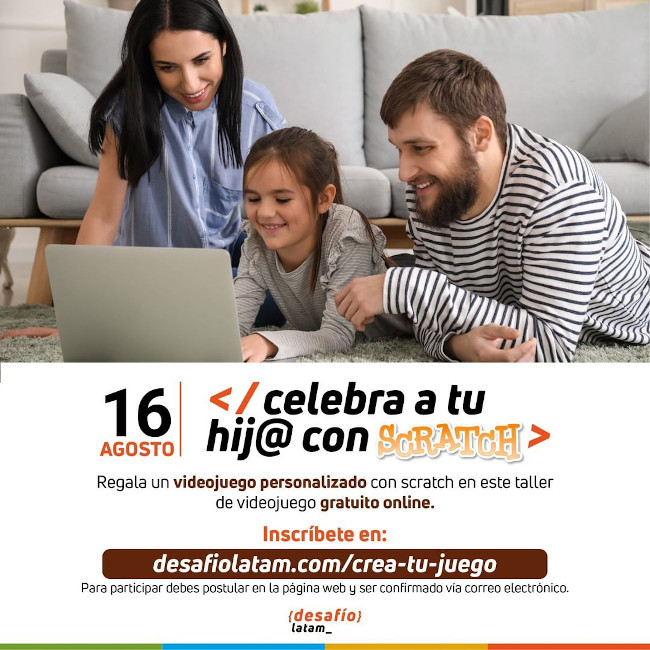 16
AGOSTO
</ celebra a tu
hij@ con SCRATCH >
Regala un videojuego personalizado con scratch en este taller
de videojuego gratuito online.
Inscríbete en:
desafiolatam.com/crea-tu-juego
Para participar debes postular en la página web y ser confirmado vía correo electrónico.
{desafío}
latam_